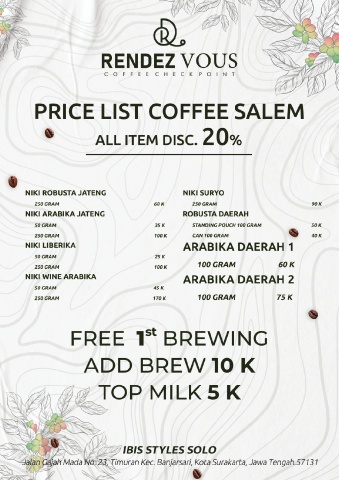 RENDEZ VOUS
COFFEE CHECKPOINT
PRICE LIST COFFEE SALEM
ALL ITEM DISC. 20%
NIKI ROBUSTA JATENG
250 GRAM 60 K
NIKI ARABIKA JATENG
50 GRAM 35 K
250 GRAM 100 K
NIKI LIBERIKA
50 GRAM 25 K
250 GRAM 100 K
NIKI WINE ARABIKA
50 GRAM 45 K
250 GRAM 170 K
NIKI SURYO
250 GRAM 90 K
ROBUSTA DAERAH
STANDING POUCH 100 GRAM 50 K
CAN 100 GRAM 40 K
ARABIKA DAERAH 1
100 GRAM 60 K
ARABIKA DAERAH 2
100 GRAM 75 K
FREE 1st BREWING
ADD BREW 10 K
TOP MILK 5 K
IBIS STYLES SOLO
Jalan Gajah Mada No. 23, Timuran Kec. Banjarsari, Kota Surakarta, Jawa Tengah.57131